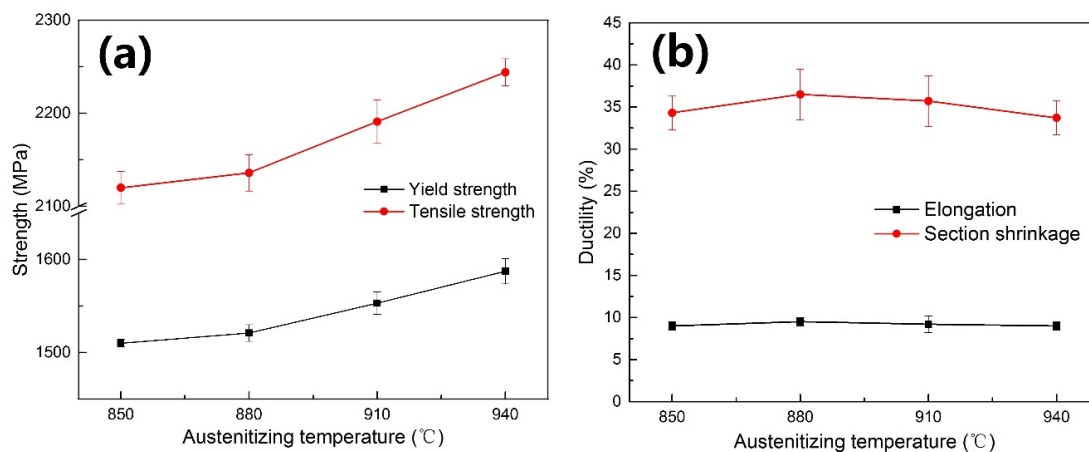 (a)
Strength (MPa)
2300
2200
2100
1600
1500
Yield strength
Tensile strength
850 880 910 940
Austenitizing temperature (℃)
(b)
Ductility (%)
45
40
35
30
25
20
15
10
5
0
Elongation
Section shrinkage
850 880 910 940
Austenitizing temperature (℃)